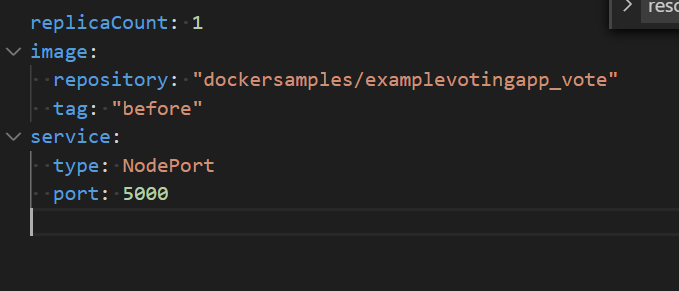 replicaCount: 1
image:
  repository: "dockersamples/examplevotingapp_vote"
  tag: "before"
service:
  type: NodePort
  port: 5000